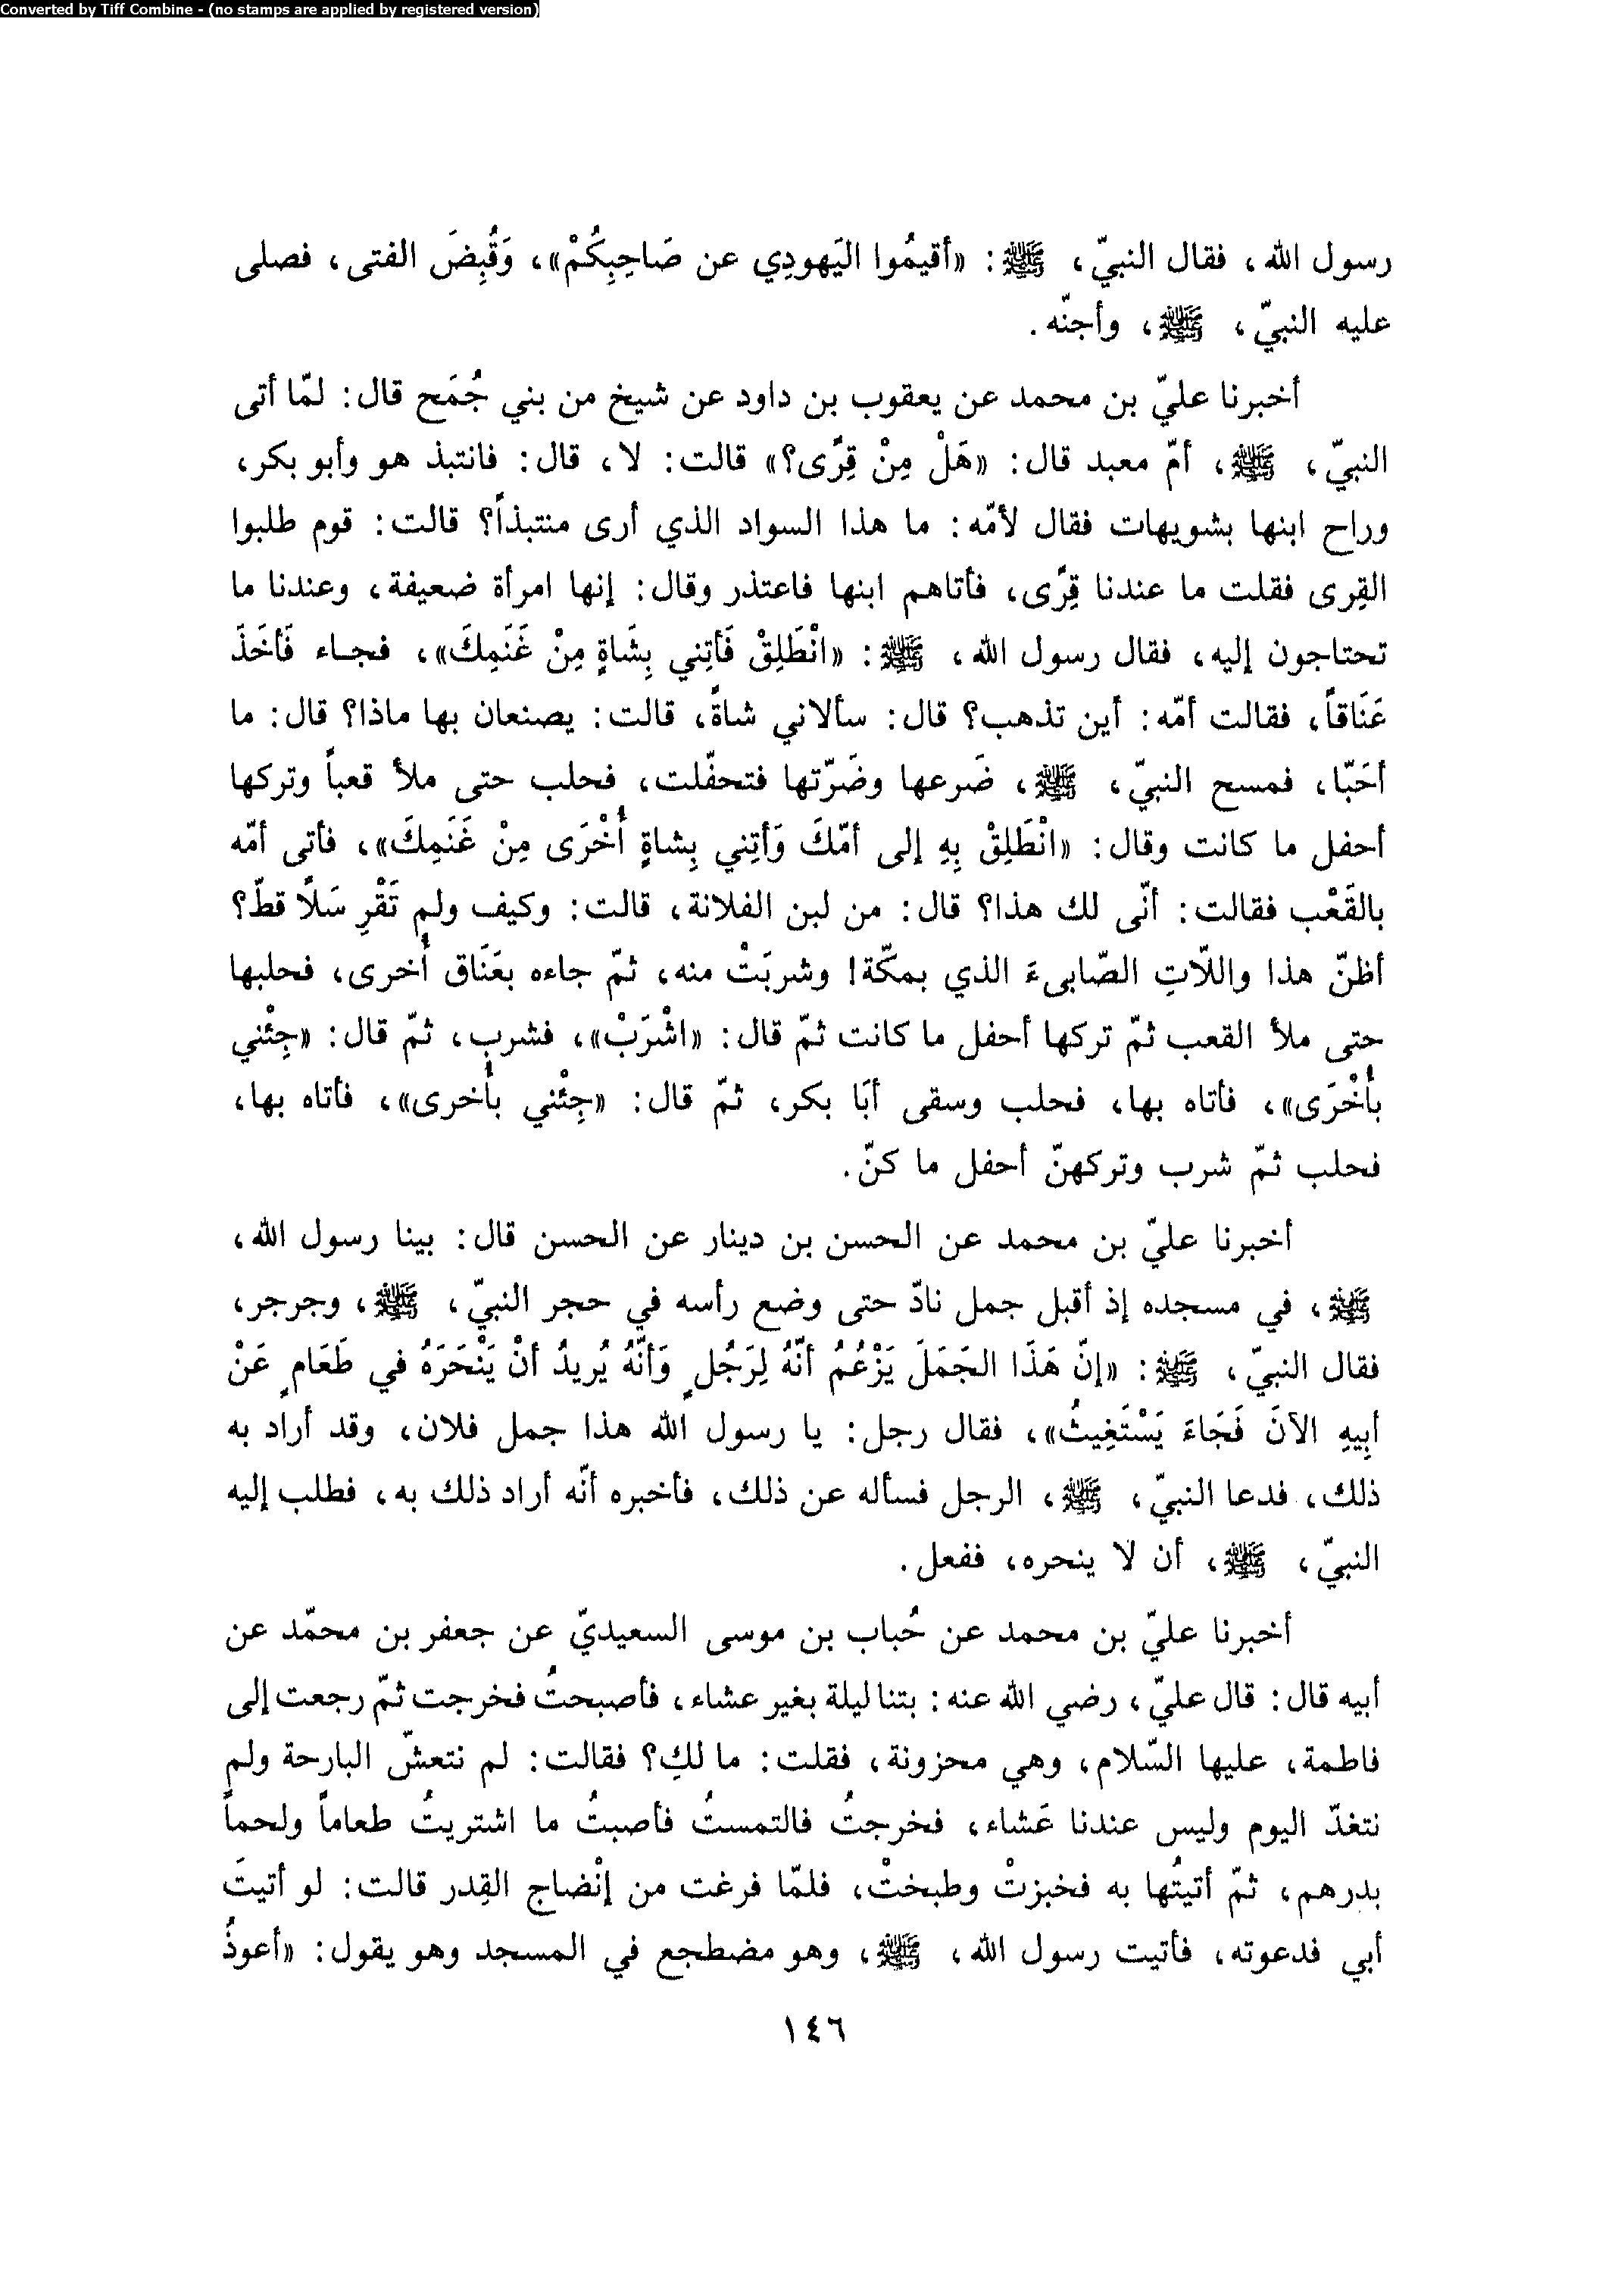 Converted by Tiff Combine - (no stamps are applied by registered version)
رسول الله، فقال النبيّ، ﷺ: «أقيمُوا اليَهودِي عن صَاحِبِكُمْ»، وَقُبِضَ الفتى، فصلى
عليه النبيّ، ﷺ، وأجنّه.
أخبرنا عليّ بن محمد عن يعقوب بن داود عن شيخ من بني جُمَح قال: لمّا أتى
النبيّ، ﷺ، أمّ معبد قال: «هَلْ مِنْ قِرًى؟» قالت: لا، قال: فانتبذ هو وأبو بكر،
وراح ابنها بشويهات فقال لأمّه: ما هذا السواد الذي أرى منتبذاً؟ قالت: قوم طلبوا
القِرى فقلت ما عندنا قِرًى، فأتاهم ابنها فاعتذر وقال: إنها امرأة ضعيفة، وعندنا ما
تحتاجون إليه، فقال رسول الله، ﷺ: «انْطَلِقْ فَأتِني بِشَاةٍ مِنْ غَنَمِكَ»، فجاء فَأخَذَ
عَنَاقاً، فقالت أمّه: أين تذهب؟ قال: سألاني شاةً، قالت: يصنعان بها ماذا؟ قال: ما
أحَبّا، فمسح النبيّ، ﷺ، ضَرعها وضَرّتها فتحفّلت، فحلب حتى ملأ قعباً وتركها
أحفل ما كانت وقال: «انْطَلِقْ بِهِ إلى أمّكَ وَأتِني بِشاةٍ أُخْرَى مِنْ غَنَمِكَ»، فأتى أمّه
بالقَعْب فقالت: أنّى لك هذا؟ قال: من لبن الفلانة، قالت: وكيف ولم تَقْرِ سَلًا قطّ؟
أظنّ هذا واللاّتِ الصّابىءَ الذي بمكّة! وشربَتْ منه، ثمّ جاءه بعَنَاق أُخرى، فحلبها
حتى ملأ القعب ثمّ تركها أحفل ما كانت ثمّ قال: «اشْرَبْ»، فشرب، ثمّ قال: «جِئْني
بأُخْرَى»، فأتاه بها، فحلب وسقى أبَا بكر، ثمّ قال: «جِئْني بأُخرى»، فأتاه بها،
فحلب ثمّ شرب وتركهنّ أحفل ما كنّ.
أخبرنا عليّ بن محمد عن الحسن بن دينار عن الحسن قال: بينا رسول الله،
ﷺ، في مسجده إذ أقبل جمل نادّ حتى وضع رأسه في حجر النبيّ، ﷺ، وجرجر،
فقال النبيّ، ﷺ: «إنّ هَذَا الجَمَلَ يَزْعُمُ أنّهُ لِرَجُلٍ وَأنّهُ يُريدُ أنْ يَنْحَرَهُ في طَعَامٍ عَنْ
أبِيهِ الآنَ فَجَاءَ يَسْتَغِيثُ»، فقال رجل: يا رسول الله هذا جمل فلان، وقد أراد به
ذلك، فدعا النبيّ، ﷺ، الرجل فسأله عن ذلك، فأخبره أنّه أراد ذلك به، فطلب إليه
النبيّ، ﷺ، أن لا ينحره، ففعل.
أخبرنا عليّ بن محمد عن حُباب بن موسى السعيديّ عن جعفر بن محمّد عن
أبيه قال: قال عليّ، رضي الله عنه: بتنا ليلة بغير عشاء، فأصبحتُ فخرجت ثمّ رجعت إلى
فاطمة، عليها السّلام، وهي محزونة، فقلت: ما لكِ؟ فقالت: لم نتعشّ البارحة ولم
نتغدّ اليوم وليس عندنا عَشاء، فخرجتُ فالتمستُ فأصبتُ ما اشتريتُ طعاماً ولحماً
بدرهم، ثمّ أتيتُها به فخبزتْ وطبختْ، فلمّا فرغت من إنْضاج القِدر قالت: لو أتيتَ
أبي فدعوته، فأتيت رسول الله، ﷺ، وهو مضطجع في المسجد وهو يقول: «أعوذُ
١٤٦